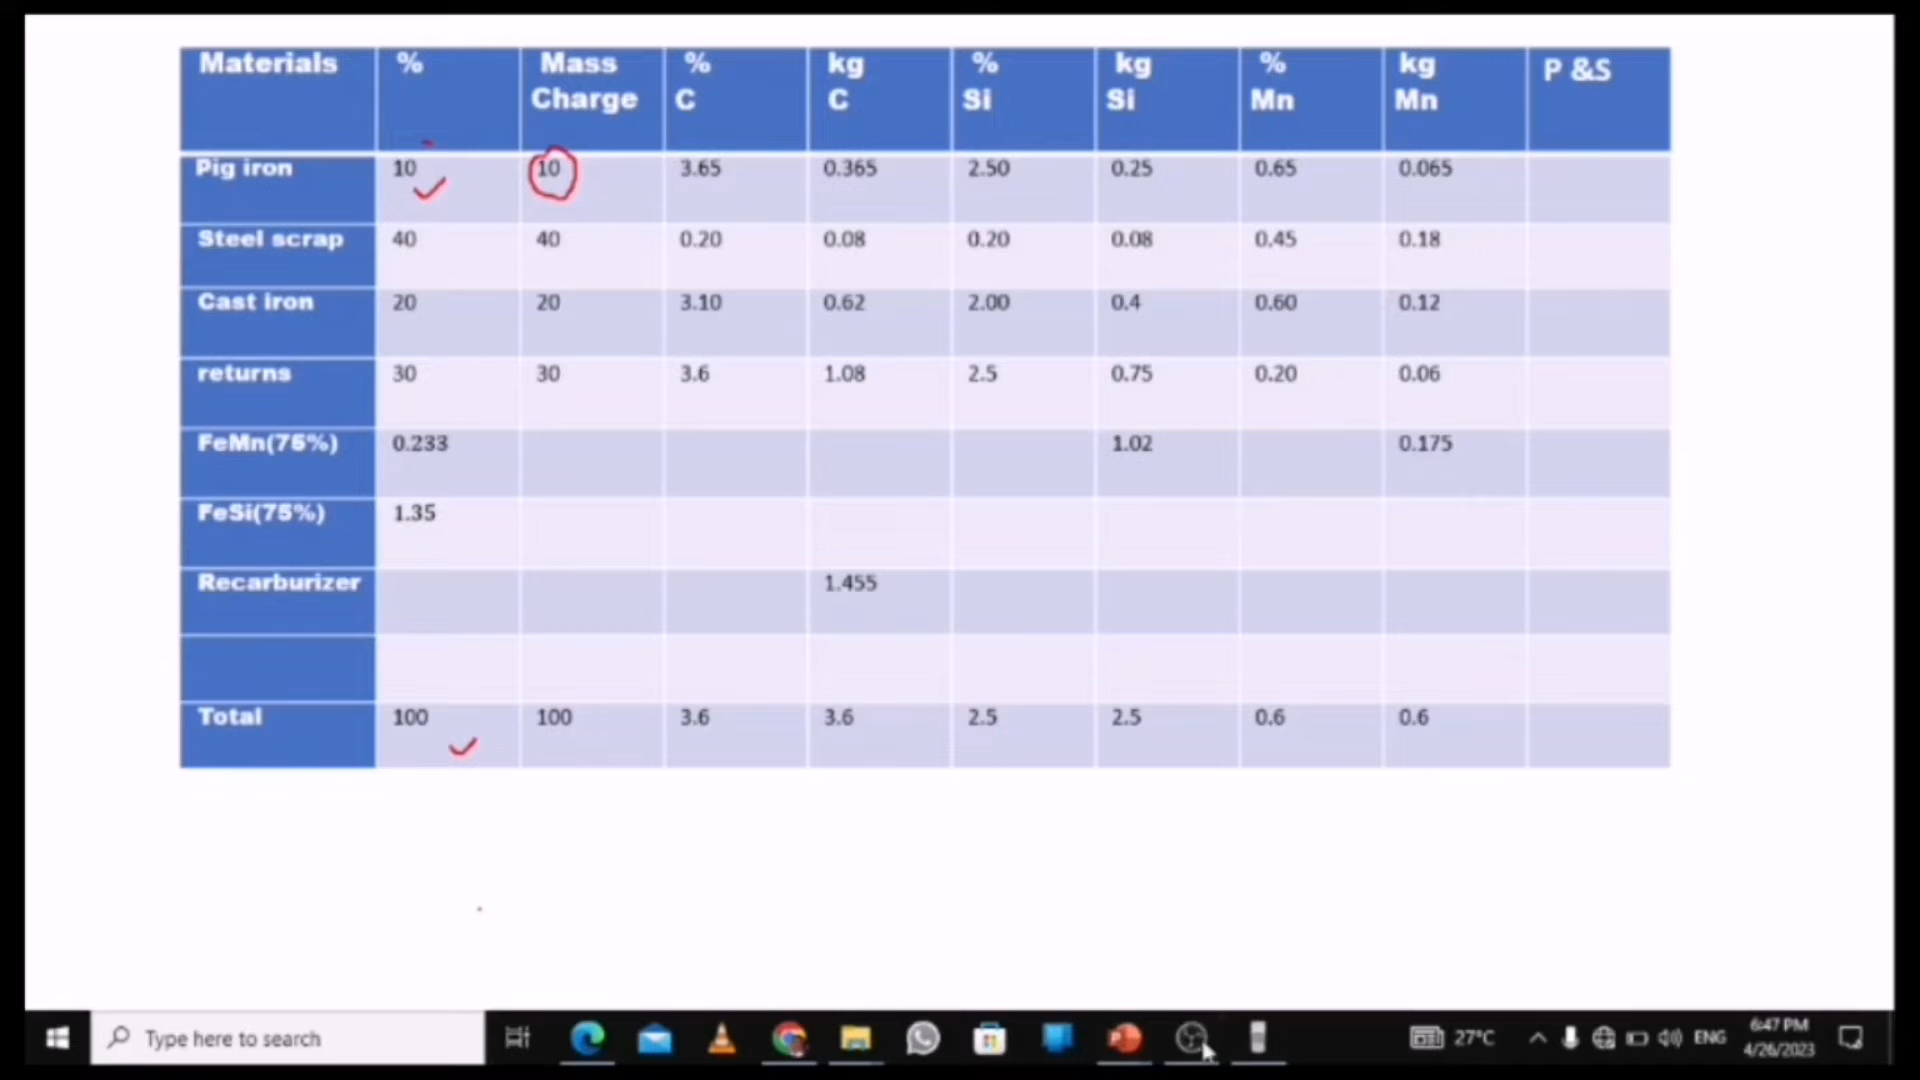 Materials % Mass Charge % C kg C % Si kg Si % Mn kg Mn P &S
Pig iron 10 10 3.65 0.365 2.50 0.25 0.65 0.065
Steel scrap 40 40 0.20 0.08 0.20 0.08 0.45 0.18
Cast iron 20 20 3.10 0.62 2.00 0.4 0.60 0.12
returns 30 30 3.6 1.08 2.5 0.75 0.20 0.06
FeMn(75%) 0.233 1.02 0.175
FeSi(75%) 1.35
Recarburizer 1.455
Total 100 100 3.6 3.6 2.5 2.5 0.6 0.6
Type here to search
27°C
ENG
6:47 PM
4/26/2023